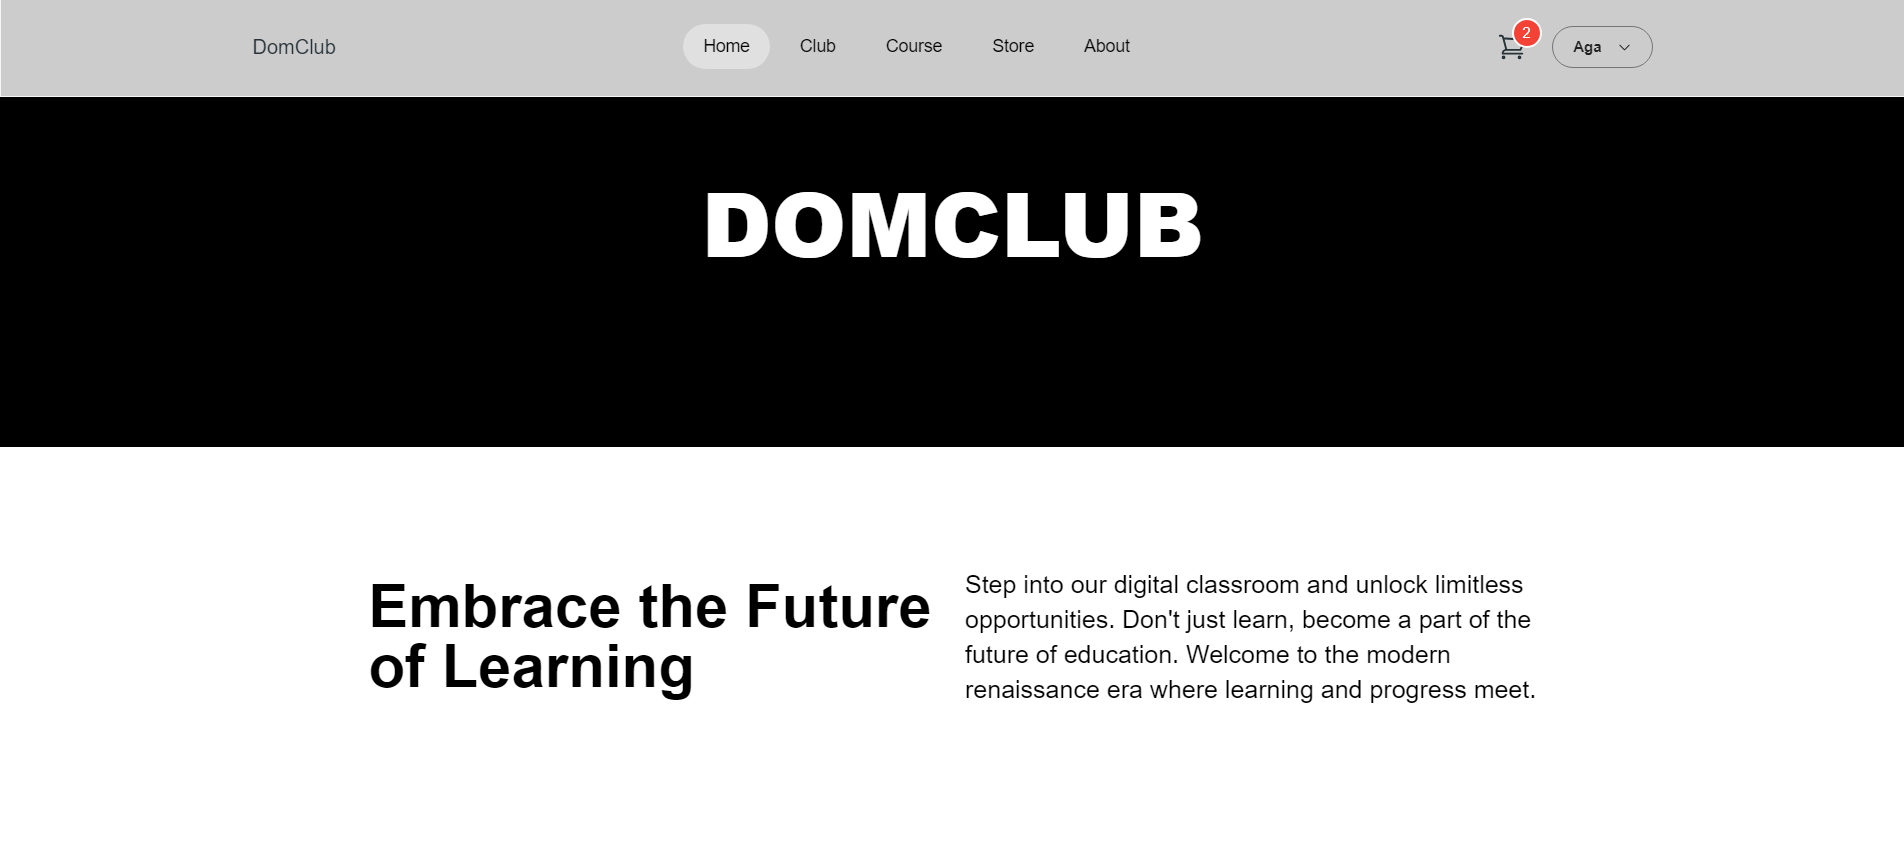 DomClub
Home
Club
Course
Store
About
2
Aga
DOMCLUB
Embrace the Future
of Learning
Step into our digital classroom and unlock limitless
opportunities. Don't just learn, become a part of the
future of education. Welcome to the modern
renaissance era where learning and progress meet.